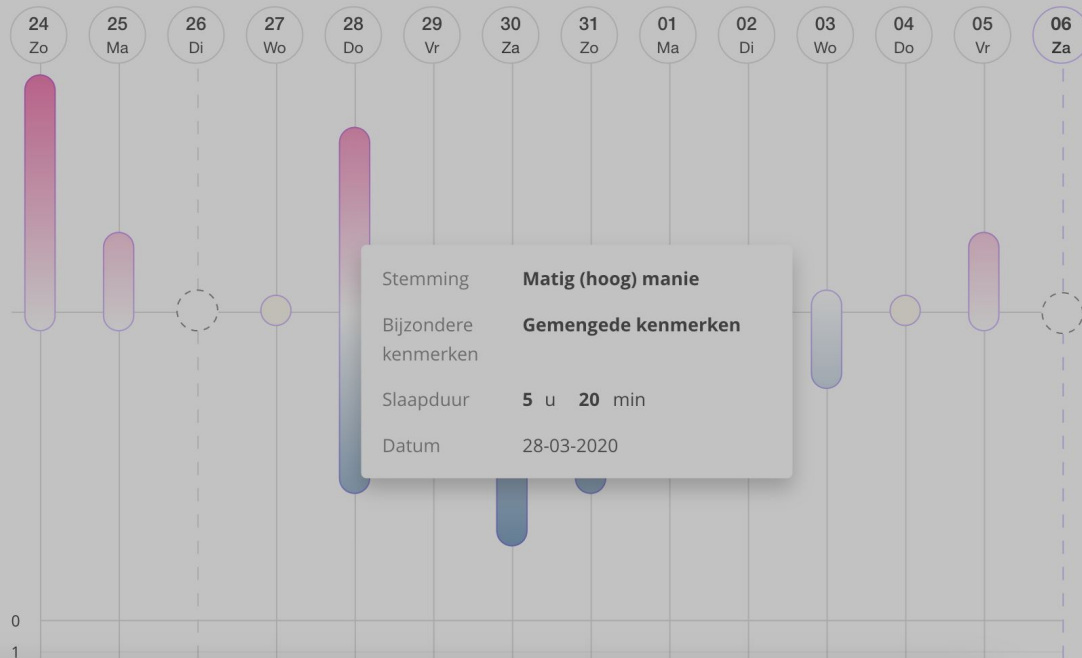 24 25 26 27 28 29 30 31 01 02 03 04 05 06
Zo Ma Di Wo Do Vr Za Zo Ma Di Wo Do Vr Za
Stemming Matig (hoog) manie
Bijzondere Gemengede kenmerken
kenmerken
Slaapduur 5 u 20 min
Datum 28-03-2020
0
1